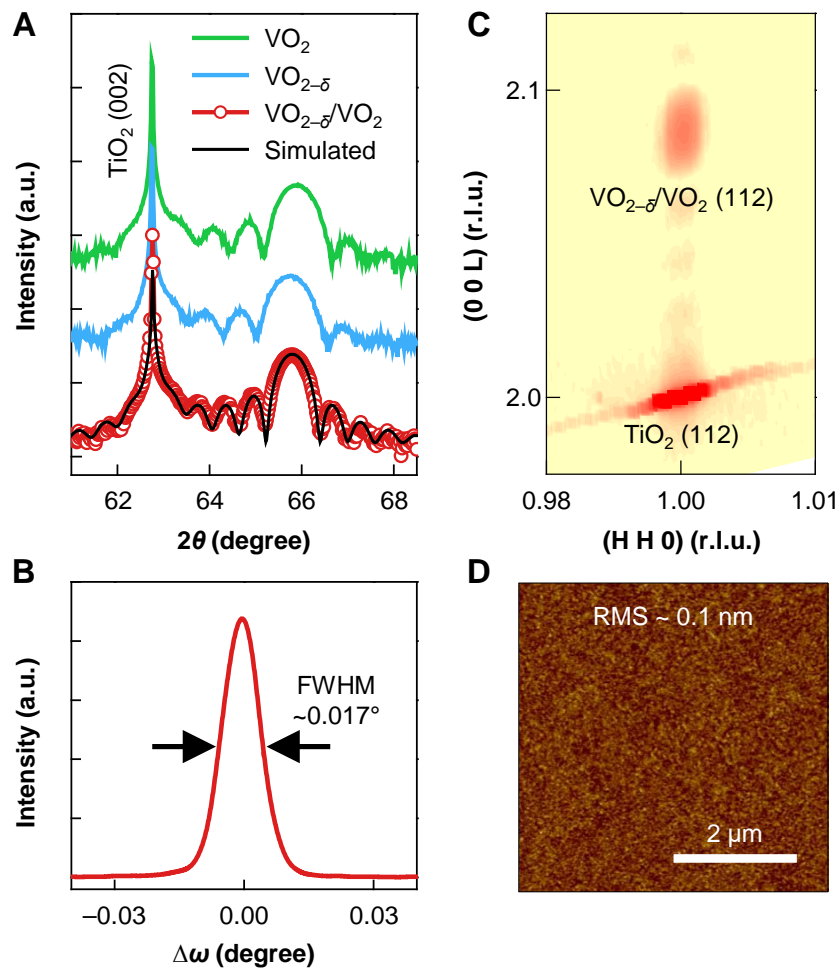 A
VO2
VO2–δ
VO2–δ/VO2
Simulated
TiO2 (002)
Intensity (a.u.)
62
64
66
68
2θ (degree)
B
FWHM
~0.017°
Intensity (a.u.)
−0.03
0.00
0.03
Δω (degree)
C
2.1
VO2–δ/VO2 (112)
2.0
TiO2 (112)
(0 0 L) (r.l.u.)
0.98
1.00
1.01
(H H 0) (r.l.u.)
D
RMS ~ 0.1 nm
2 μm